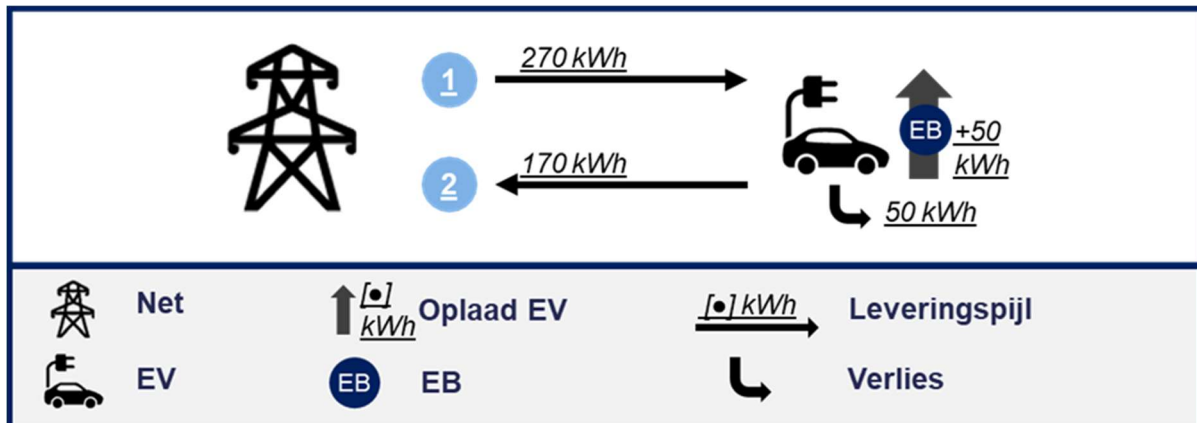 1
270 kWh
EB
+50
kWh
2
170 kWh
50 kWh
Net
[●]
kWh
Oplaad EV
[●] kWh
Leveringspijl
EV
EB
EB
Verlies